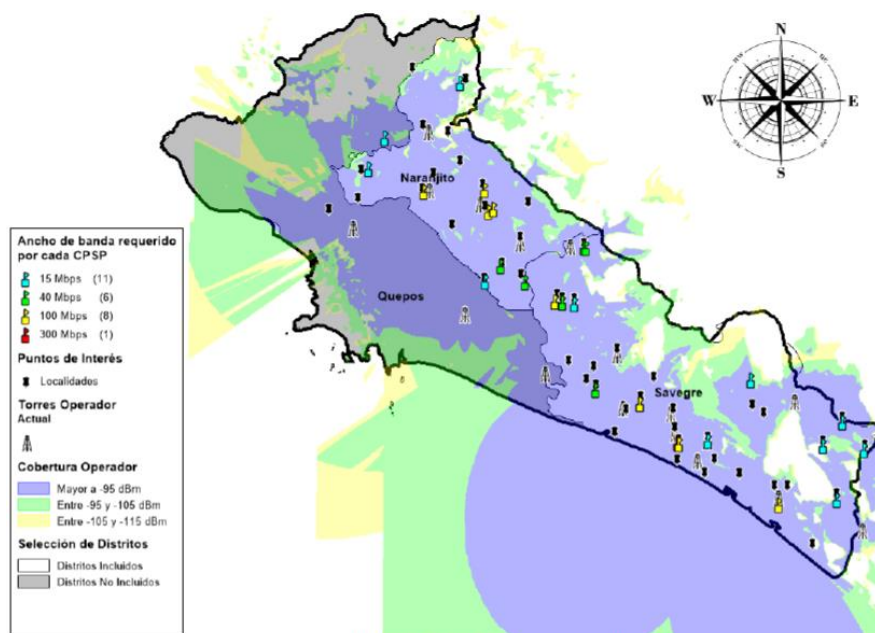 N
W
E
S
Naranjito
Quepos
Savegre
Ancho de banda requerido
por cada CPSP
15 Mbps (11)
40 Mbps (6)
100 Mbps (8)
300 Mbps (1)
Puntos de Interés
Localidados
Torres Operador
Actual
Cobertura Operador
Mayor a -95 dBm
Entre -95 y -105 dBm
Entre -105 y -115 dBm
Selección de Distritos
Distritos Incluidos
Distritos No Incluidos